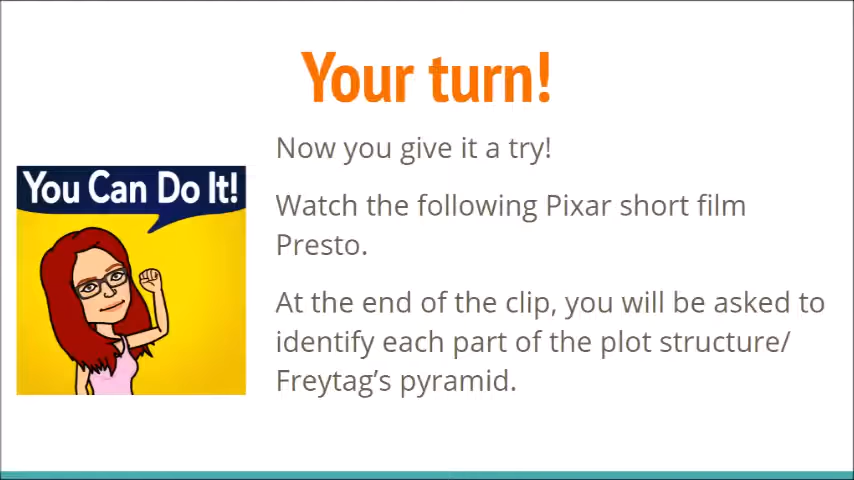 Your turn!
Now you give it a try!
You Can Do It!
Watch the following Pixar short film
Presto.
At the end of the clip, you will be asked to
identify each part of the plot structure/
Freytag’s pyramid.